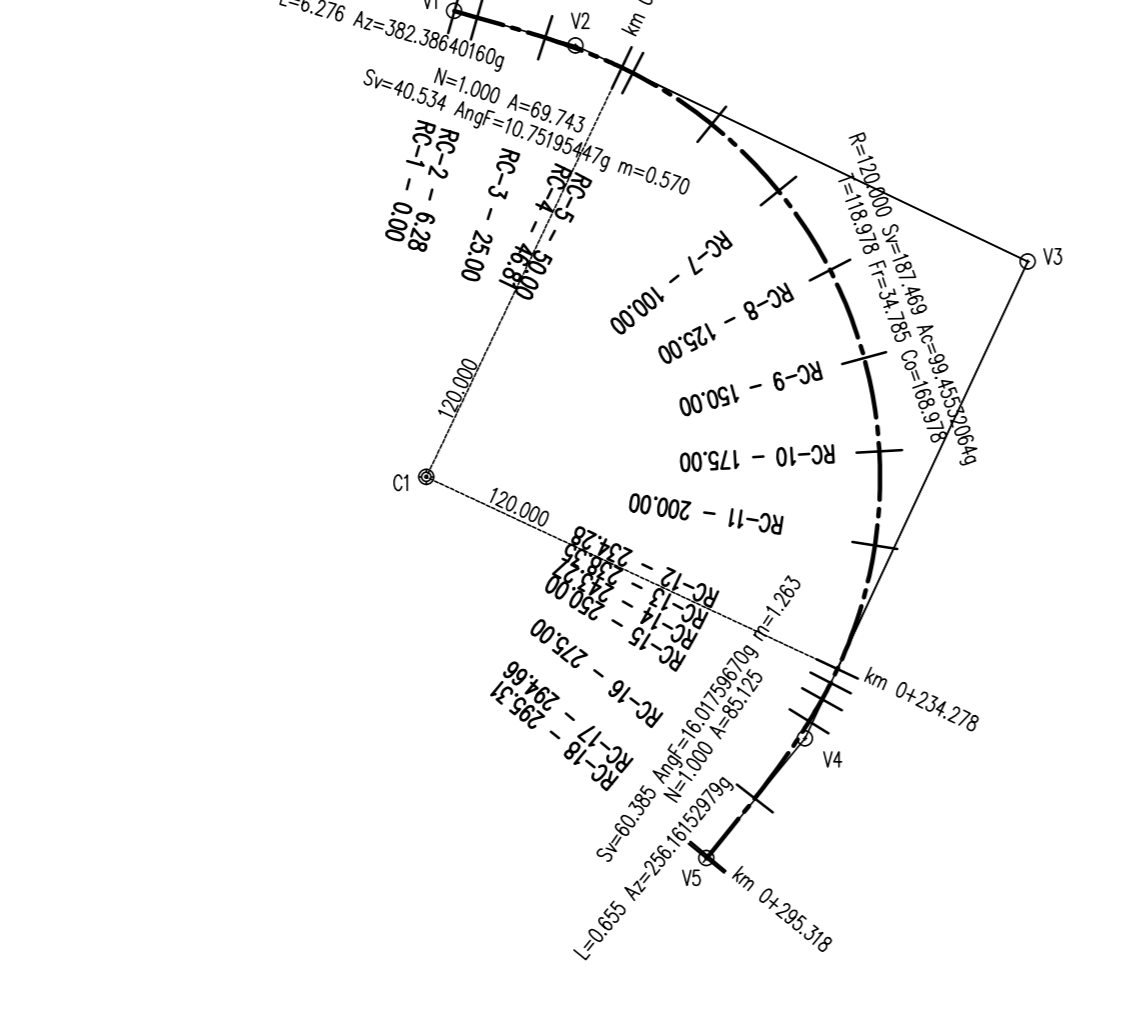 V1
V2
km 0
L=6.276 Az=382.38640160g
N=1.000 A=69.743
Sv=40.534 AngF=10.75195447g m=0.570
RC-1 - 0.00
RC-2 - 6.28
RC-3 - 25.00
RC-4 - 46.81
RC-5 - 50.00
RC-7 - 100.00
RC-8 - 125.00
RC-9 - 150.00
RC-10 - 175.00
RC-11 - 200.00
R=120.000 Sv=187.469 Ac=99.45532064g
T=118.978 Fr=34.785 Co=168.978
V3
120.000
C1
120.000
RC-12 - 234.28
RC-13 - 238.35
RC-14 - 243.27
RC-15 - 250.00
RC-16 - 275.00
RC-17 - 294.66
RC-18 - 295.31
km 0+234.278
V4
Sv=60.385 AngF=16.01759670g m=1.263
N=1.000 A=85.125
L=0.655 Az=256.16152979g
V5
km 0+295.318